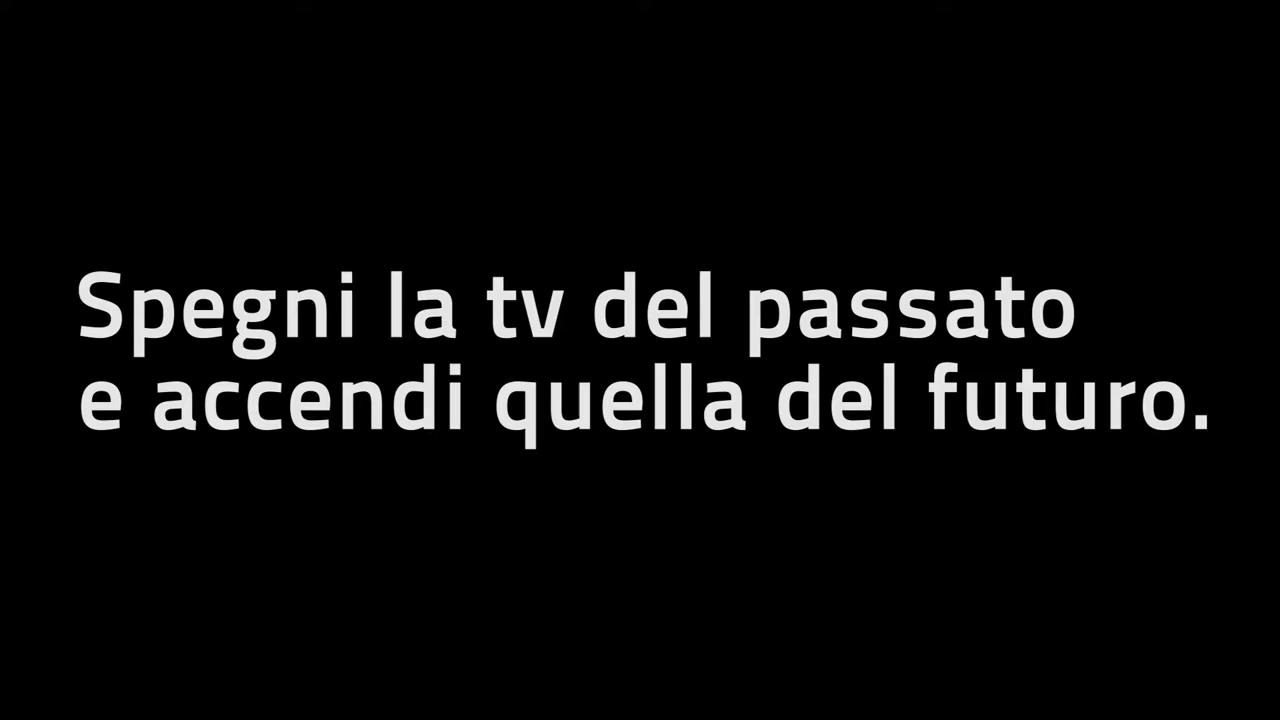 Spegni la tv del passato
e accendi quella del futuro.